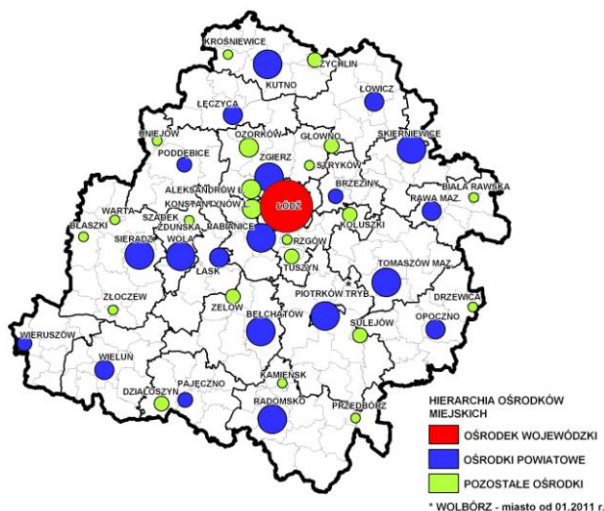 KROŚNIEWICE
ŻYCHLIN
KUTNO
ŁOWICZ
ŁĘCZYCA
UNIEJÓW
OZORKÓW
GŁOWNO
SKIERNIEWICE
PODDĘBICE
ZGIERZ
STRYKÓW
ALEKSANDRÓW Ł.
BRZEZINY
BIAŁA RAWSKA
KONSTANTYNÓW Ł.
ŁÓDŹ
RAWA MAZ.
WARTA
SZADEK
KOLUSZKI
BŁASZKI
ZDUŃSKA
WOLA
PABIANICE
SIERADZ
RZGÓW
ŁASK
TUSZYN
TOMASZÓW MAZ.
*
ZŁOCZEW
ZELÓW
PIOTRKÓW TRYB.
DRZEWICA
BEŁCHATÓW
OPOCZNO
WIERUSZÓW
SULEJÓW
WIELUŃ
KAMIEŃSK
PAJĘCZNO
DZIAŁOSZYN
RADOMSKO
PRZEDBÓRZ
HIERARCHIA OŚRODKÓW
MIEJSKICH
OŚRODEK WOJEWÓDZKI
OŚRODKI POWIATOWE
POZOSTAŁE OŚRODKI
* WOLBÓRZ - miasto od 01.2011 r.